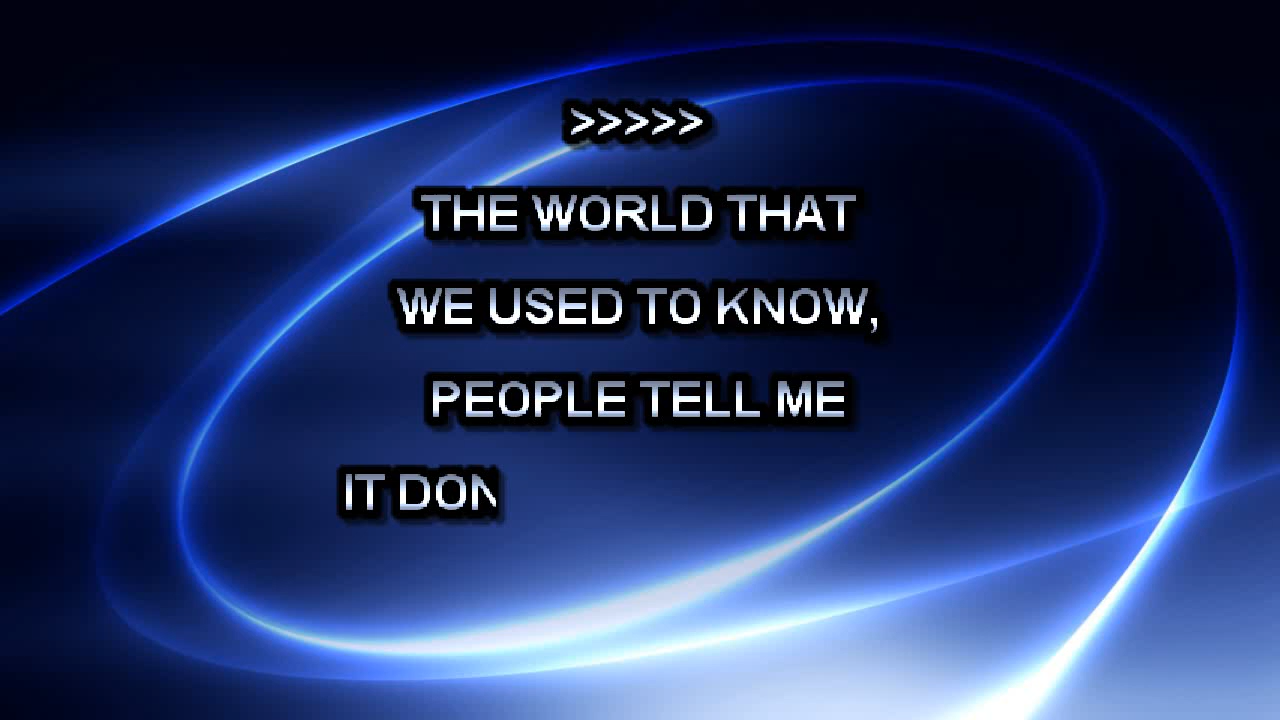 >>>>>
THE WORLD THAT
WE USED TO KNOW,
PEOPLE TELL ME
IT DON